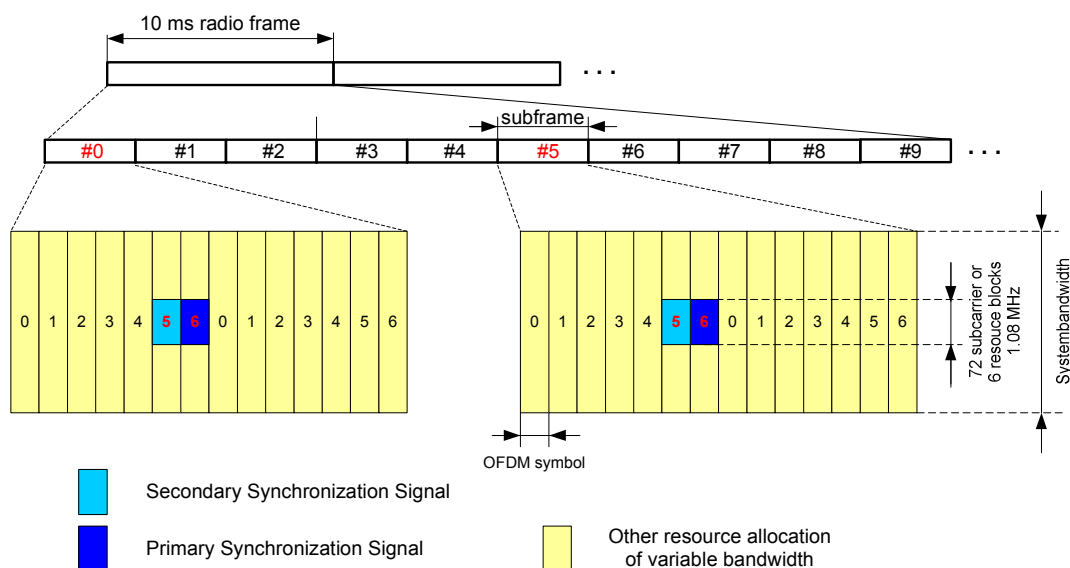 10 ms radio frame
. . .
subframe
#0 #1 #2 #3 #4 #5 #6 #7 #8 #9 . . .
0 1 2 3 4 5 6 0 1 2 3 4 5 6
0 1 2 3 4 5 6 0 1 2 3 4 5 6
72 subcarrier or
6 resouce blocks
1.08 MHz
Systembandwidth
OFDM symbol
Secondary Synchronization Signal
Primary Synchronization Signal
Other resource allocation
of variable bandwidth